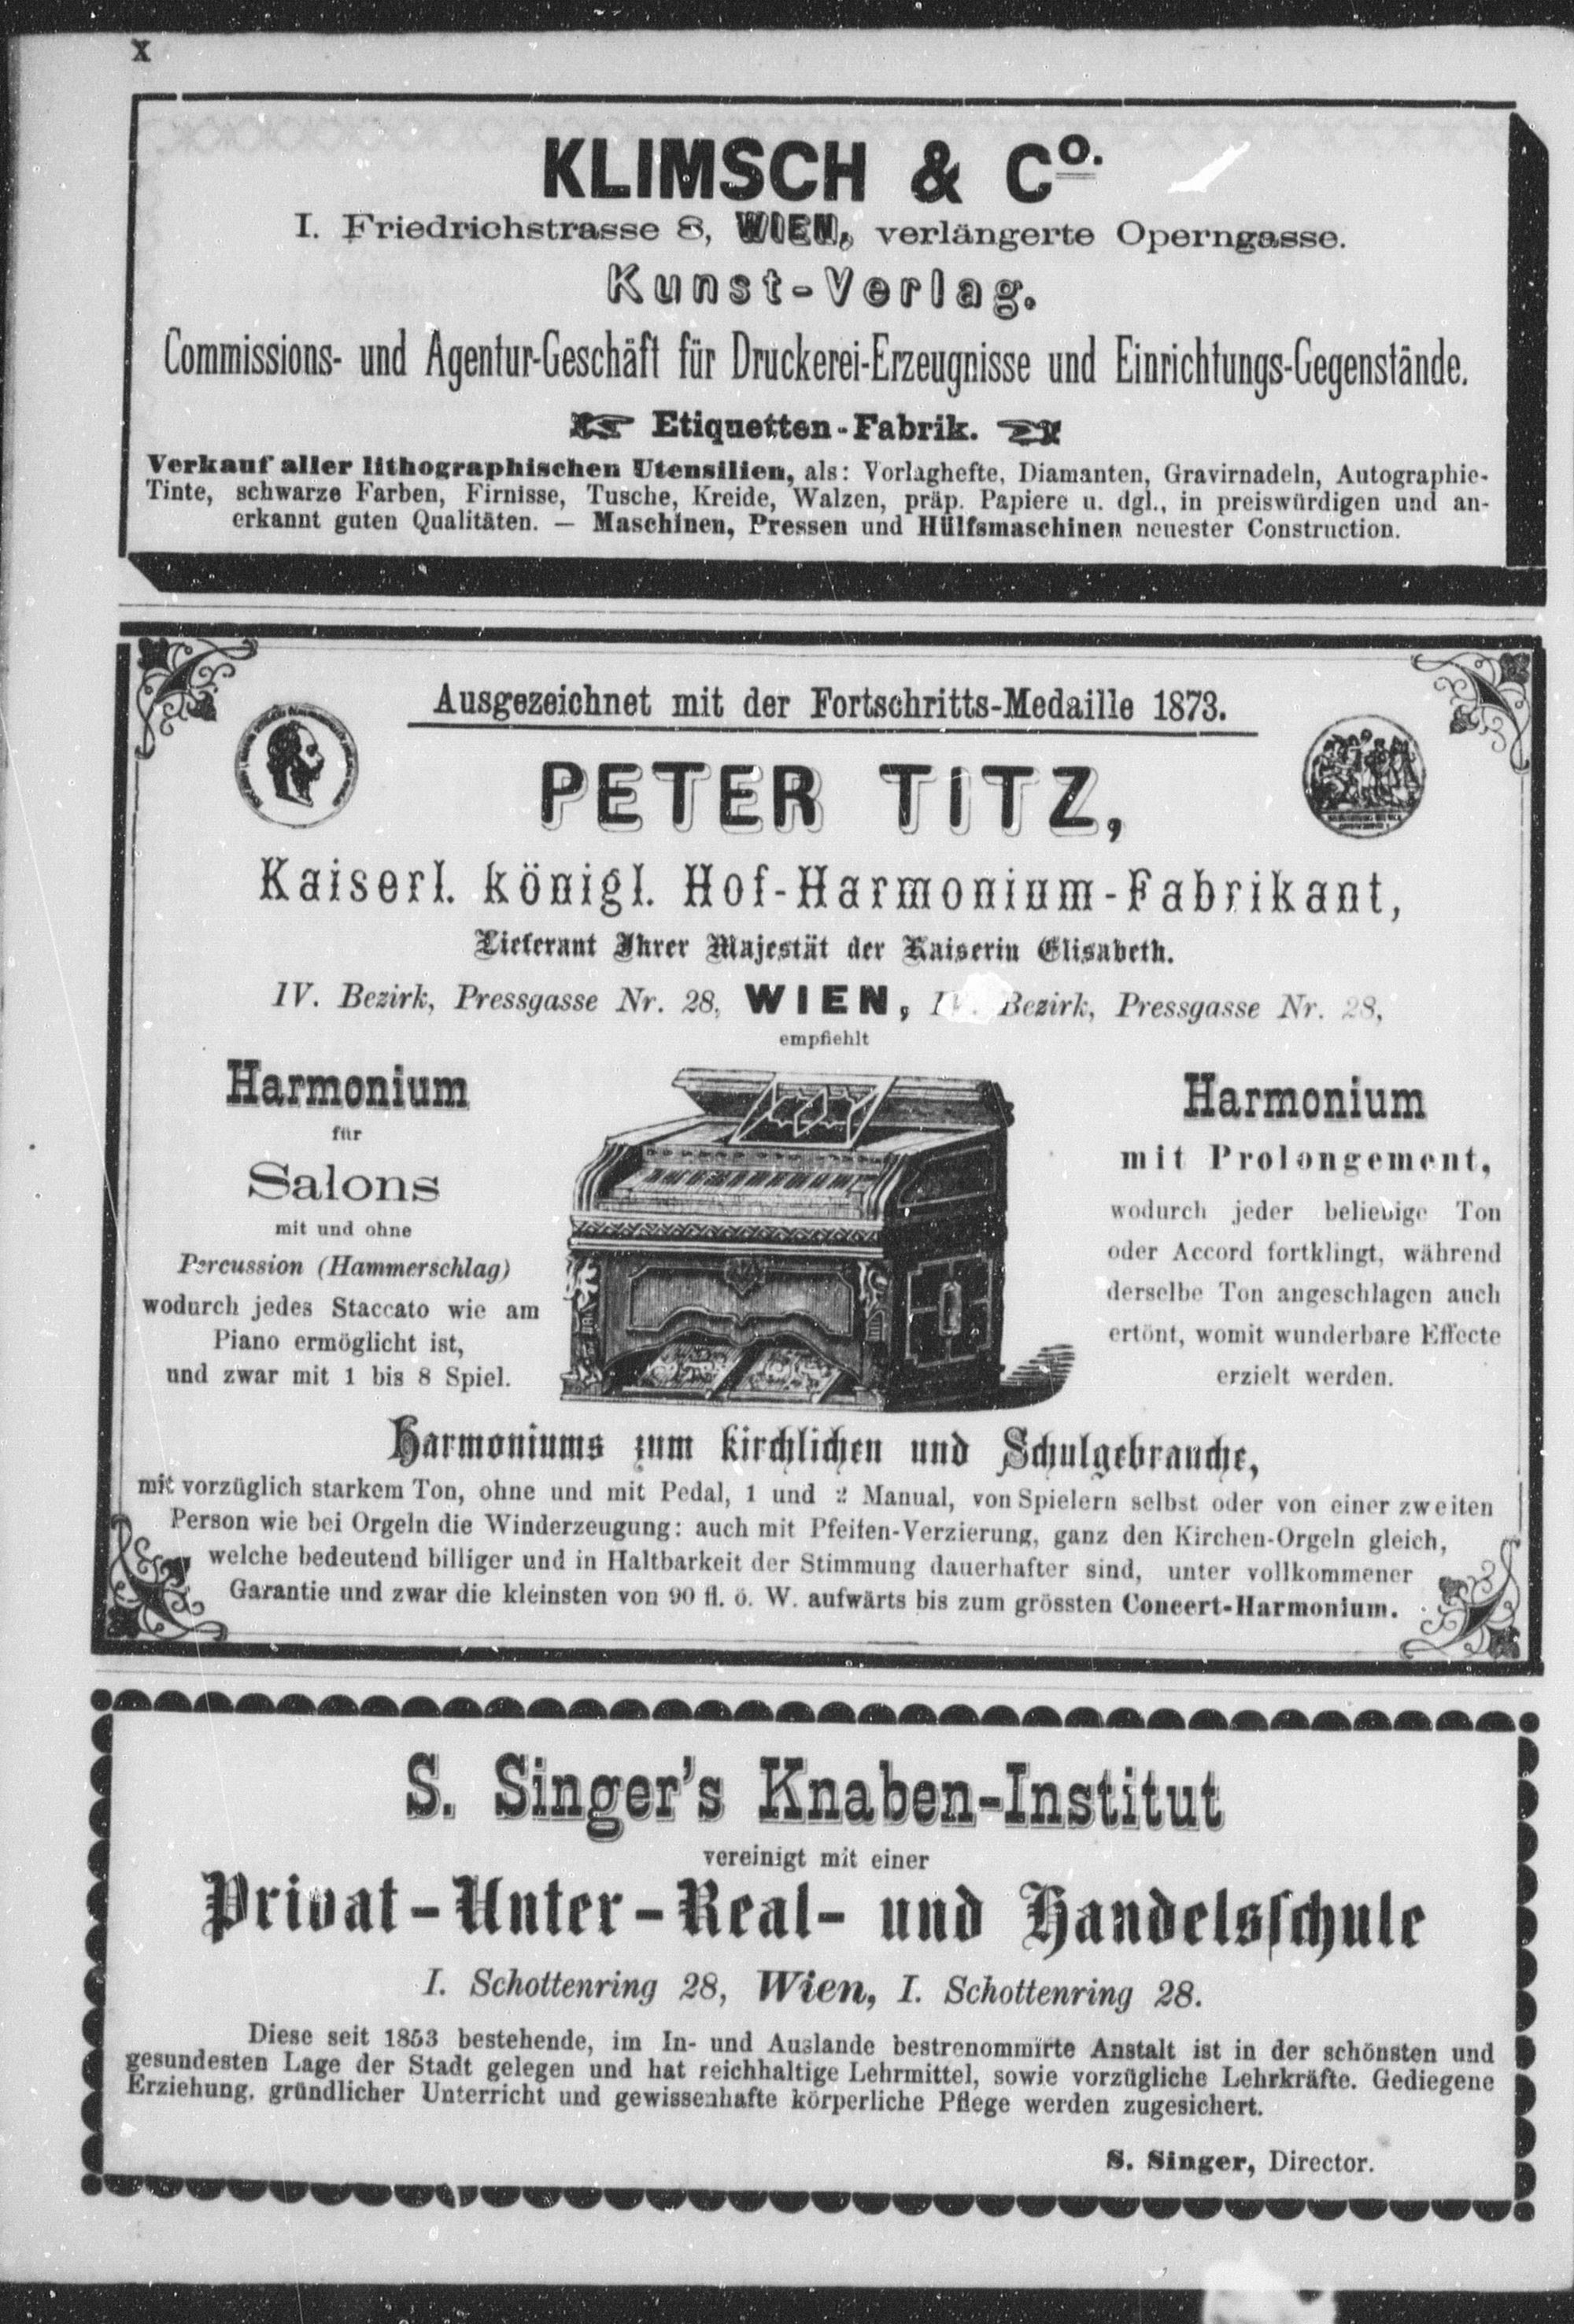 X
KLIMSCH & Co.
I. Friedrichstrasse 8, WIEN, verlängerte Operngasse.
Kunst-Verlag.
Commissions- und Agentur-Geschäft für Druckerei-Erzeugnisse und Einrichtungs-Gegenstände.
Etiquetten-Fabrik.
Verkauf aller lithographischen Utensilien, als: Vorlaghefte, Diamanten, Gravirnadeln, Autographie-
Tinte, schwarze Farben, Firnisse, Tusche, Kreide, Walzen, präp. Papiere u. dgl., in preiswürdigen und an-
erkannt guten Qualitäten. — Maschinen, Pressen und Hülfsmaschinen neuester Construction.
Ausgezeichnet mit der Fortschritts-Medaille 1873.
PETER TITZ,
Kaiserl. königl. Hof-Harmonium-Fabrikant,
Lieferant Ihrer Majestät der Kaiserin Elisabeth.
IV. Bezirk, Pressgasse Nr. 28, WIEN, IV. Bezirk, Pressgasse Nr. 28,
empfiehlt
Harmonium
für
Salons
mit und ohne
Percussion (Hammerschlag)
wodurch jedes Staccato wie am
Piano ermöglicht ist,
und zwar mit 1 bis 8 Spiel.
Harmonium
mit Prolongement,
wodurch jeder beliebige Ton
oder Accord fortklingt, während
derselbe Ton angeschlagen auch
ertönt, womit wunderbare Effecte
erzielt werden.
Harmoniums zum kirchlichen und Schulgebrauche,
mit vorzüglich starkem Ton, ohne und mit Pedal, 1 und 2 Manual, von Spielern selbst oder von einer zweiten
Person wie bei Orgeln die Winderzeugung: auch mit Pfeifen-Verzierung, ganz den Kirchen-Orgeln gleich,
welche bedeutend billiger und in Haltbarkeit der Stimmung dauerhafter sind, unter vollkommener
Garantie und zwar die kleinsten von 90 fl. ö. W. aufwärts bis zum grössten Concert-Harmonium.
S. Singer's Knaben-Institut
vereinigt mit einer
Privat-Unter-Real- und Handelsschule
I. Schottenring 28, Wien, I. Schottenring 28.
Diese seit 1853 bestehende, im In- und Auslande bestrenommirte Anstalt ist in der schönsten und
gesundesten Lage der Stadt gelegen und hat reichhaltige Lehrmittel, sowie vorzügliche Lehrkräfte. Gediegene
Erziehung, gründlicher Unterricht und gewissenhafte körperliche Pflege werden zugesichert.
S. Singer, Director.